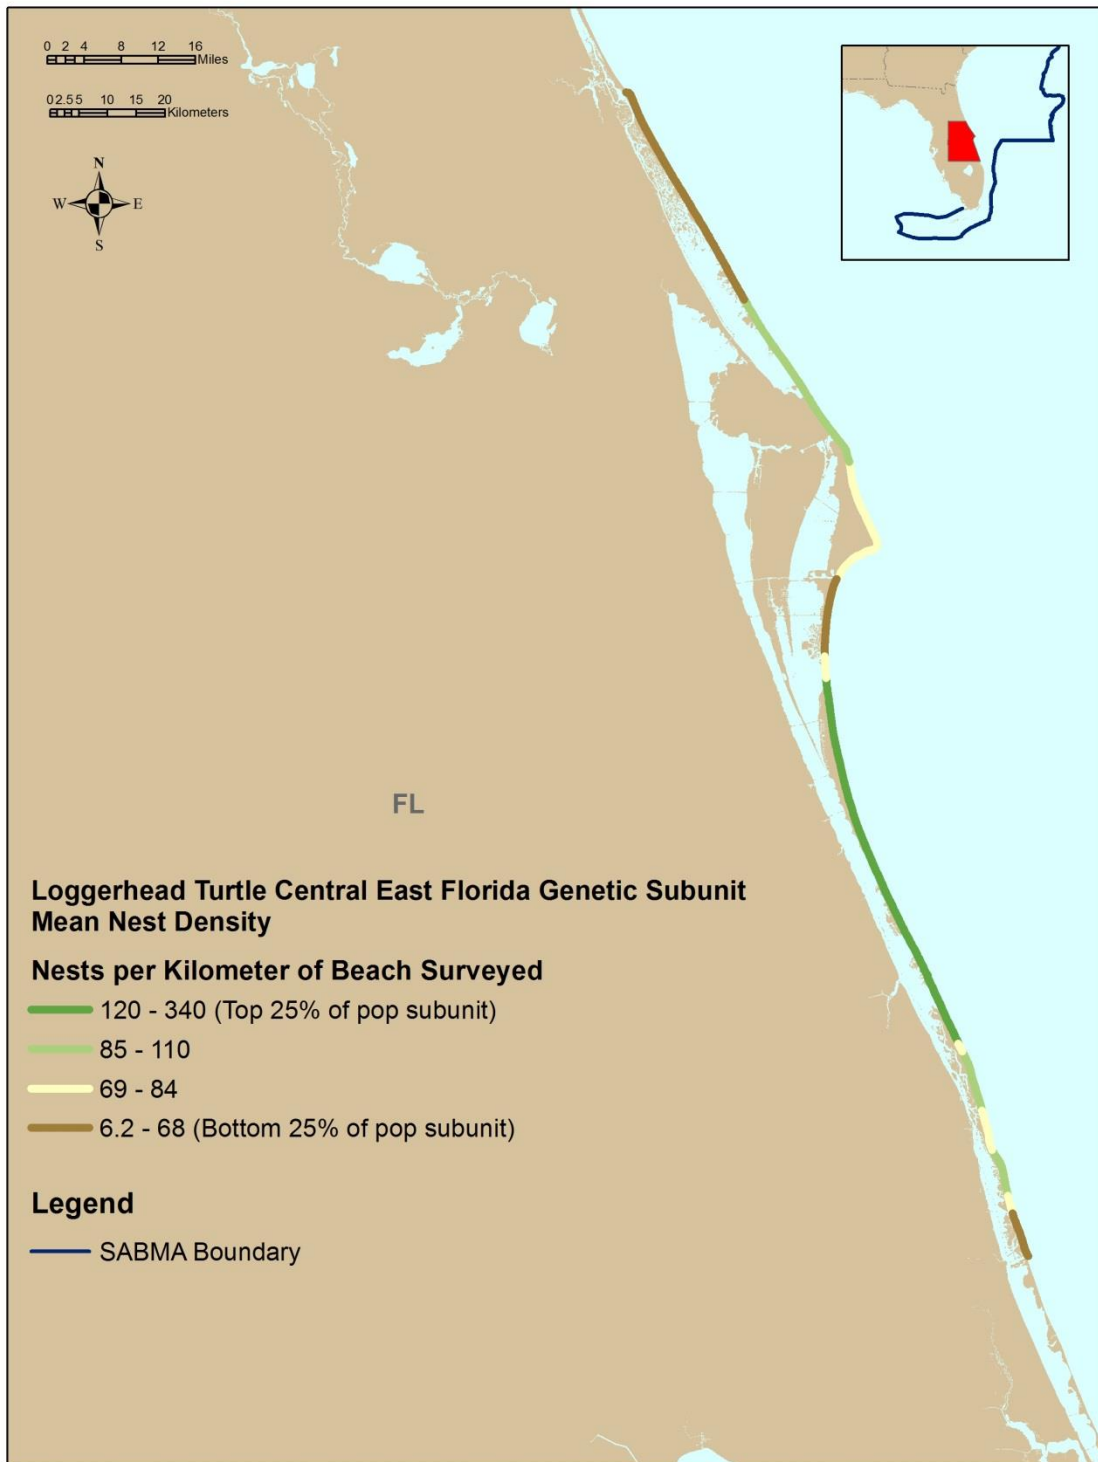 0 2 4 8 12 16
Miles
0 2.5 5 10 15 20
Kilometers
N
W E
S
FL
Loggerhead Turtle Central East Florida Genetic Subunit
Mean Nest Density
Nests per Kilometer of Beach Surveyed
120 - 340 (Top 25% of pop subunit)
85 - 110
69 - 84
6.2 - 68 (Bottom 25% of pop subunit)
Legend
SABMA Boundary